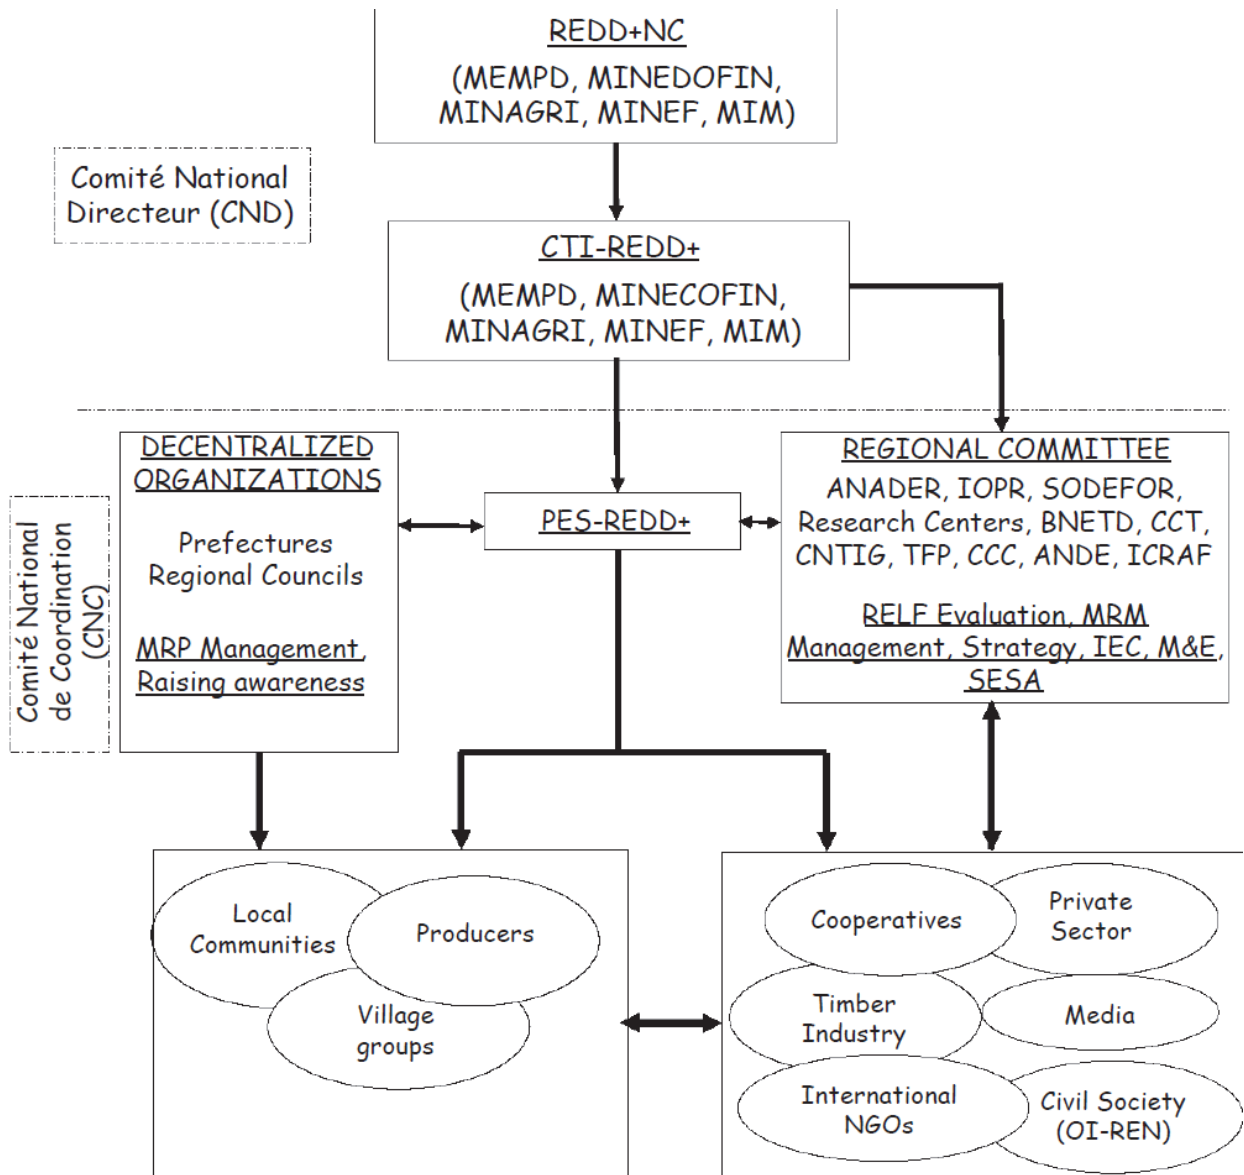 REDD+NC
(MEMPD, MINEDOFIN,
MINAGRI, MINEF, MIM)
Comité National
Directeur (CND)
CTI-REDD+
(MEMPD, MINECOFIN,
MINAGRI, MINEF, MIM)
Comité National
de Coordination
(CNC)
DECENTRALIZED
ORGANIZATIONS
Prefectures
Regional Councils
MRP Management,
Raising awareness
PES-REDD+
REGIONAL COMMITTEE
ANADER, IOPR, SODEFOR,
Research Centers, BNETD, CCT,
CNTIG, TFP, CCC, ANDE, ICRAF
RELF Evaluation, MRM
Management, Strategy, IEC, M&E,
SESA
Local
Communities
Producers
Village
groups
Cooperatives
Private
Sector
Timber
Industry
Media
International
NGOs
Civil Society
(OI-REN)